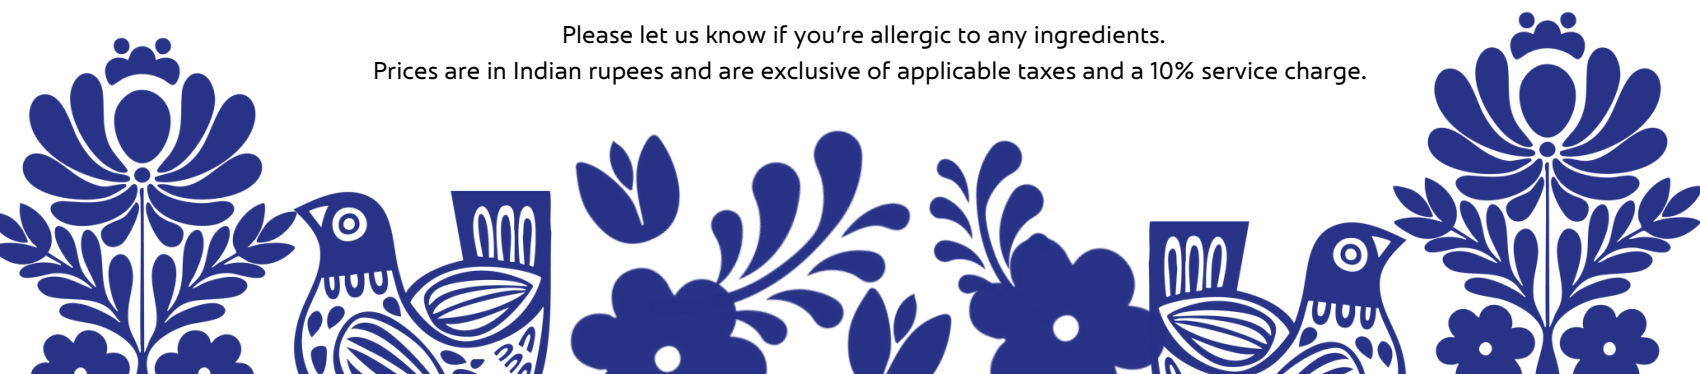 Please let us know if you’re allergic to any ingredients.
Prices are in Indian rupees and are exclusive of applicable taxes and a 10% service charge.